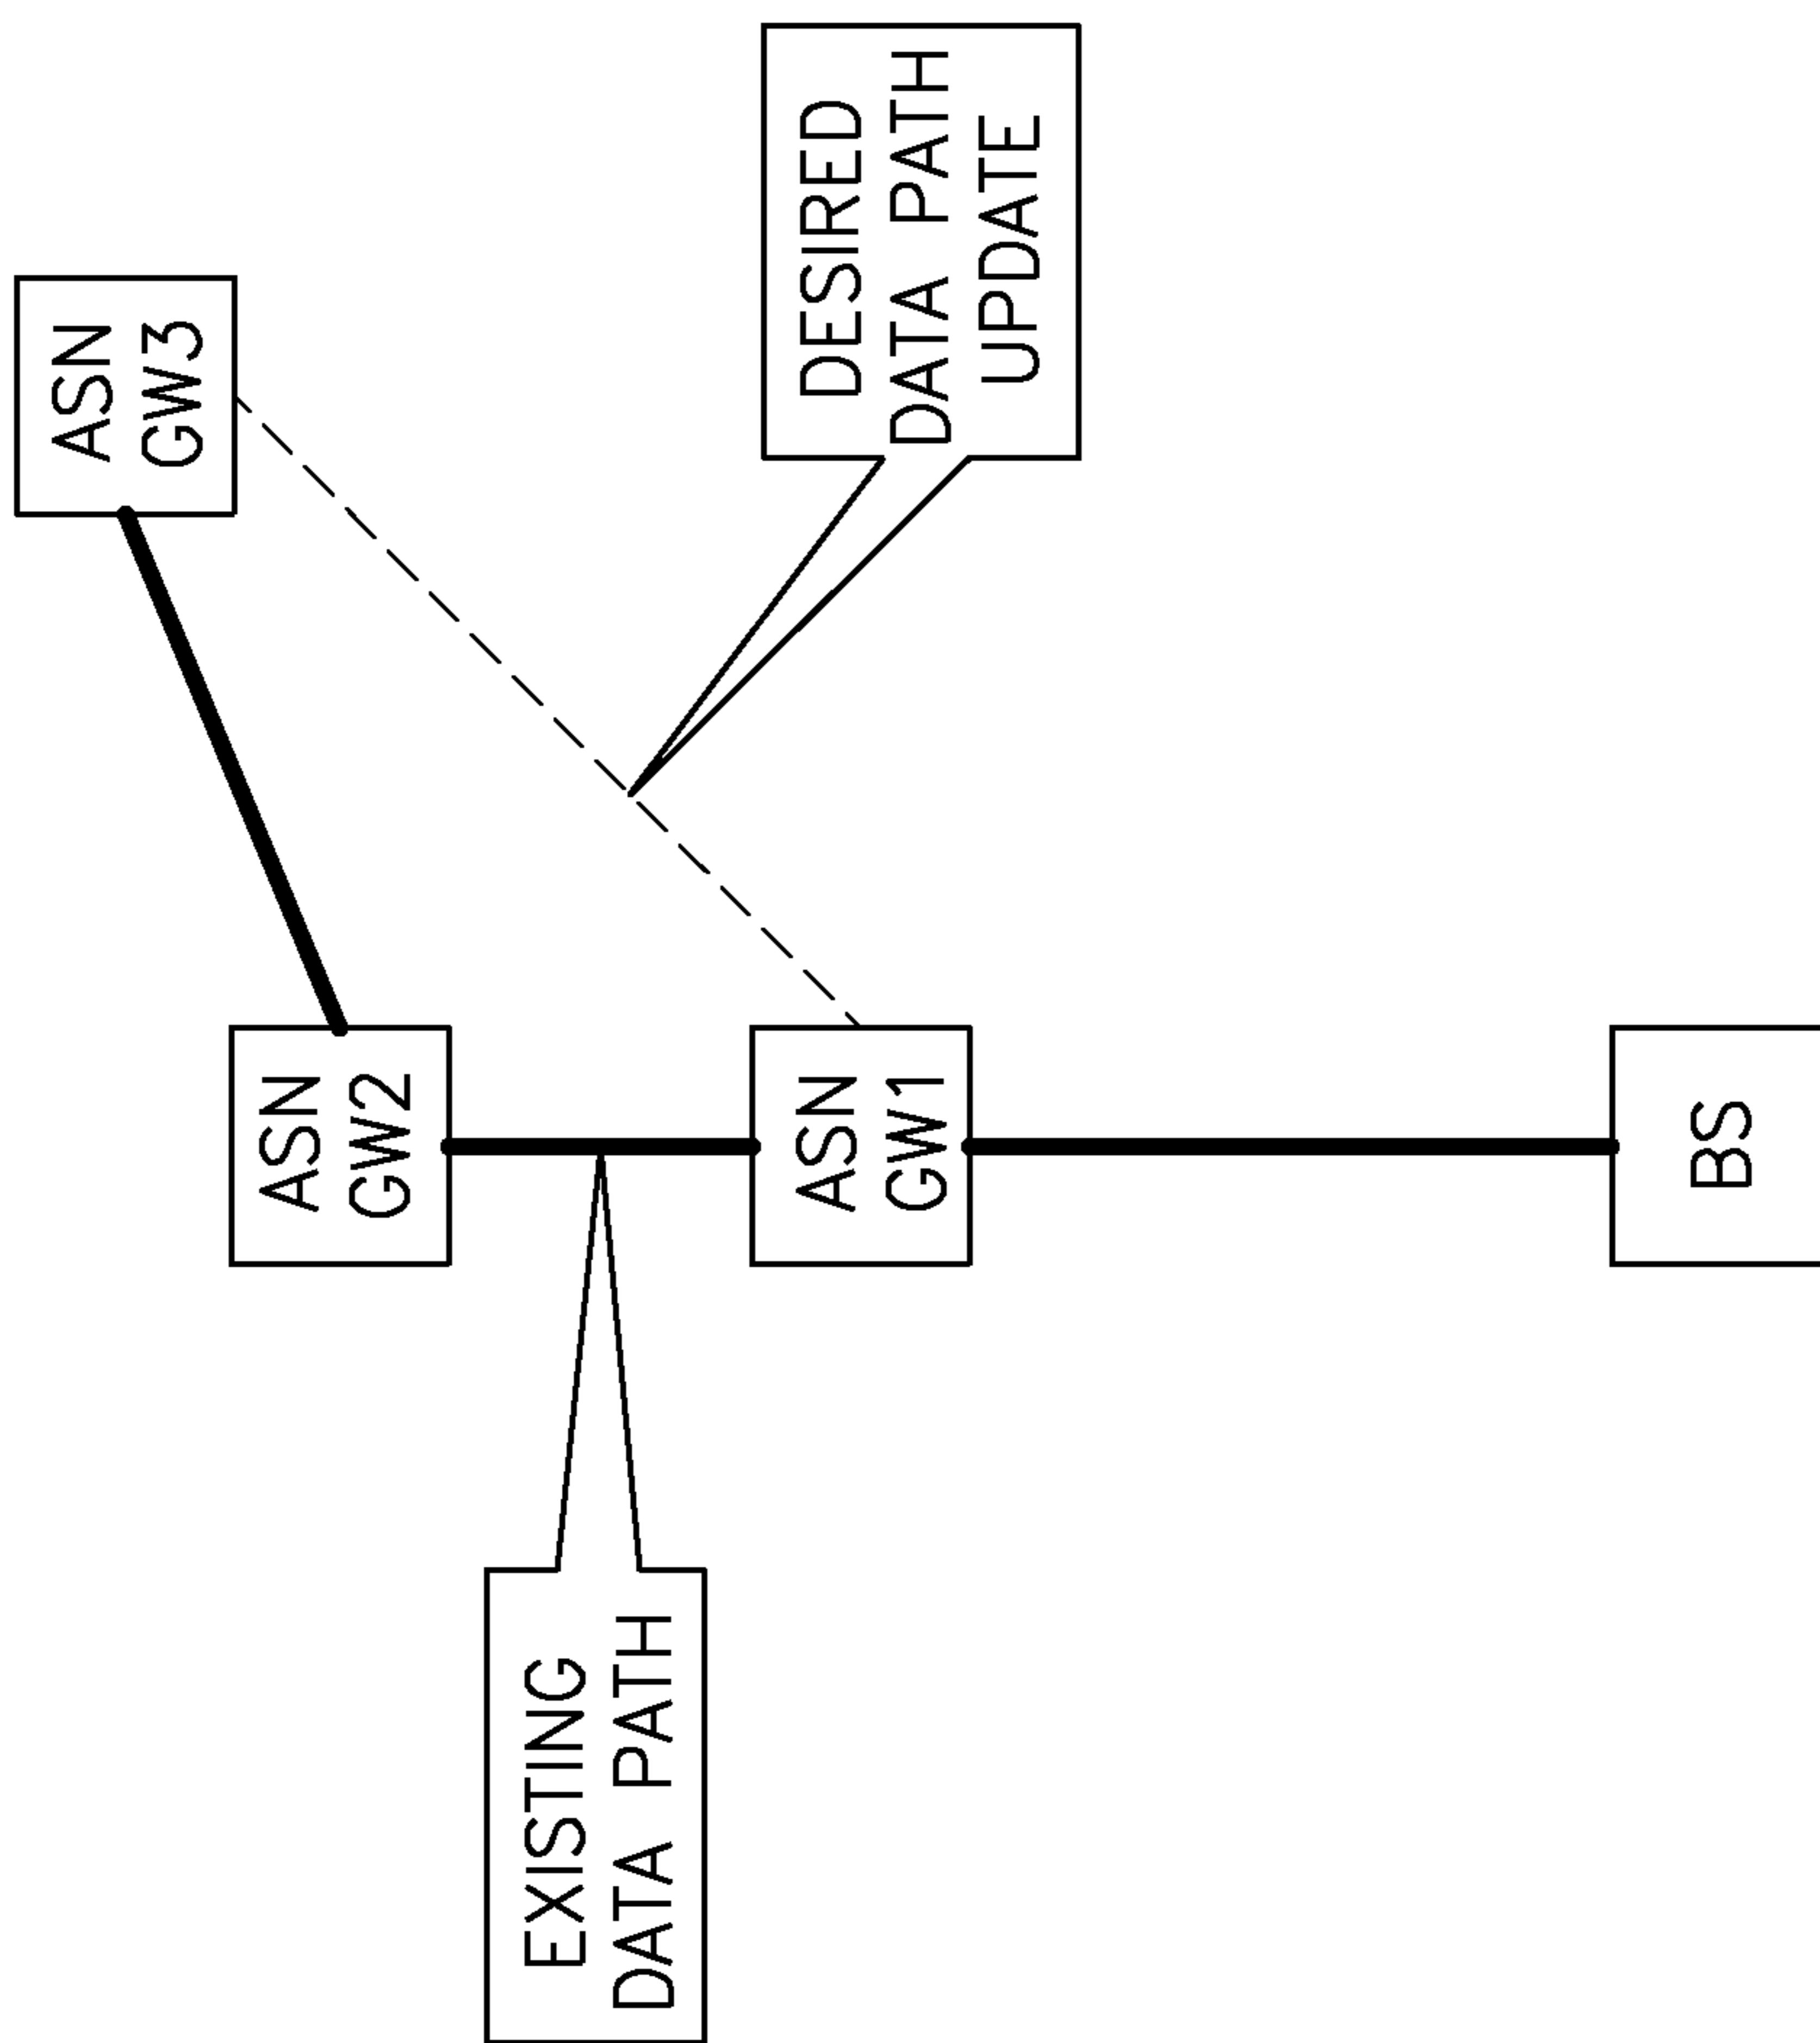 ASN
GW3
DESIRED
DATA PATH
UPDATE
ASN
GW2
ASN
GW1
BS
EXISTING
DATA PATH